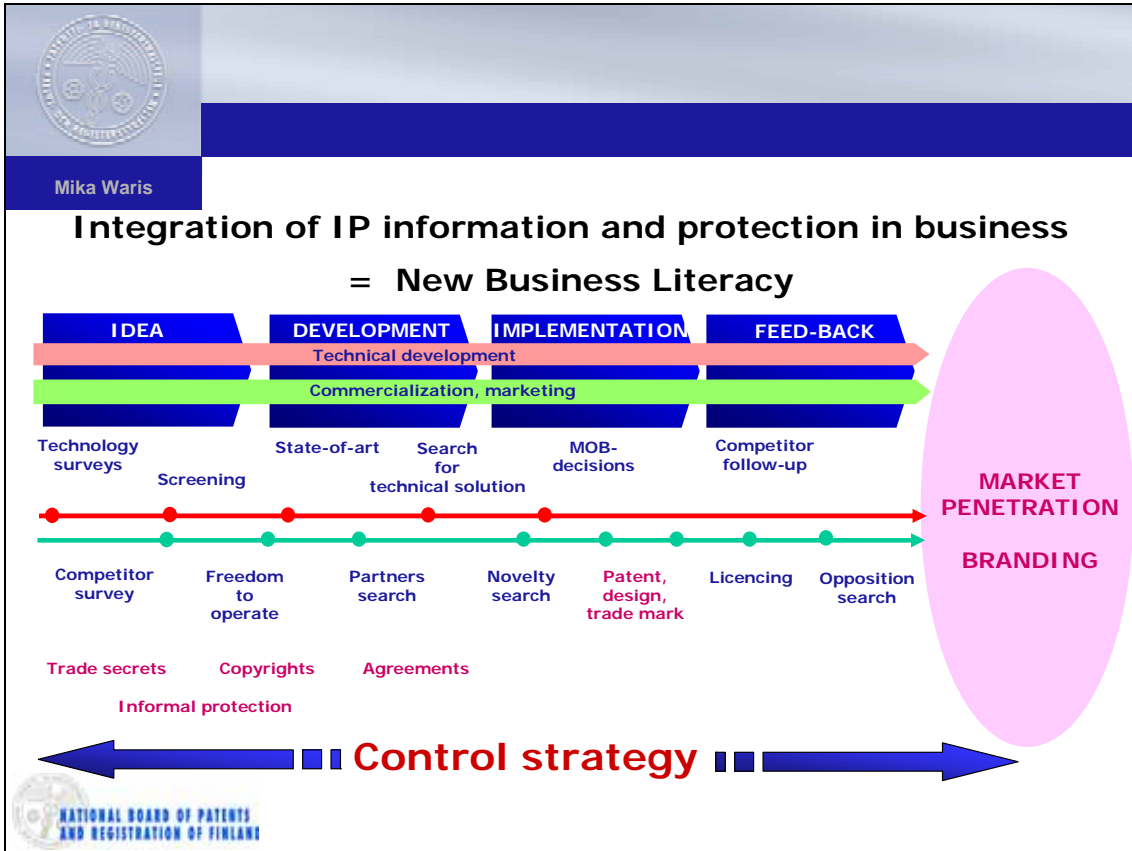 Mika Waris
Integration of IP information and protection in business
= New Business Literacy
IDEA
DEVELOPMENT
IMPLEMENTATION
FEED-BACK
Technical development
Commercialization, marketing
Technology
surveys
Screening
State-of-art
Search
for
technical solution
MOB-
decisions
Competitor
follow-up
MARKET
PENETRATION
BRANDING
Competitor
survey
Freedom
to
operate
Partners
search
Novelty
search
Patent,
design,
trade mark
Licencing
Opposition
search
Trade secrets
Copyrights
Agreements
Informal protection
Control strategy
NATIONAL BOARD OF PATENTS
AND REGISTRATION OF FINLAND